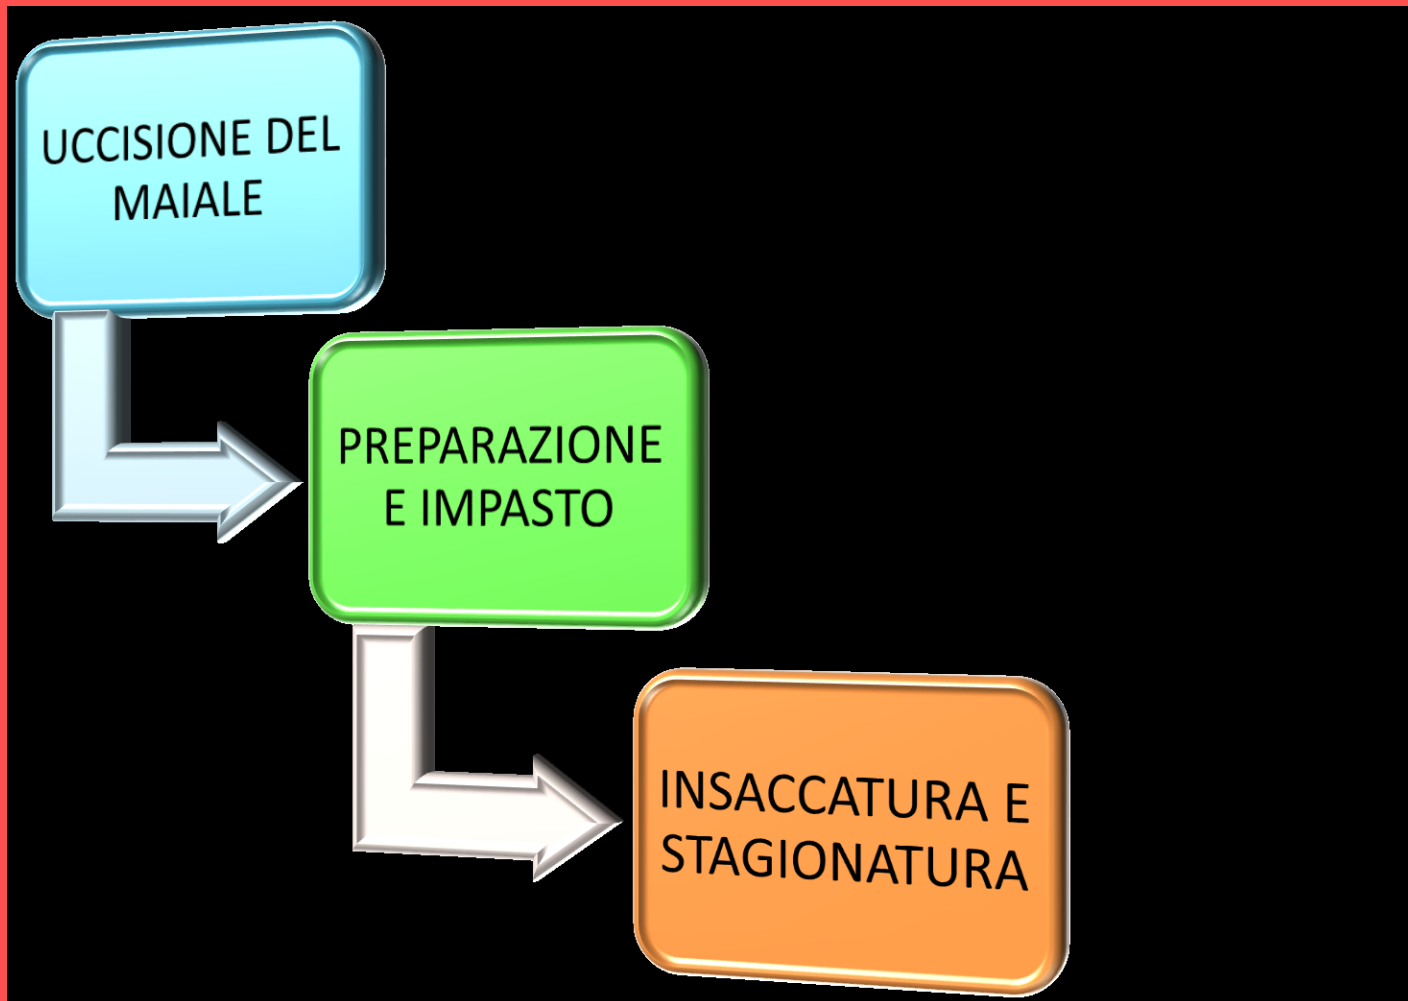 UCCISIONE DEL
MAIALE
PREPARAZIONE
E IMPASTO
INSACCATURA E
STAGIONATURA